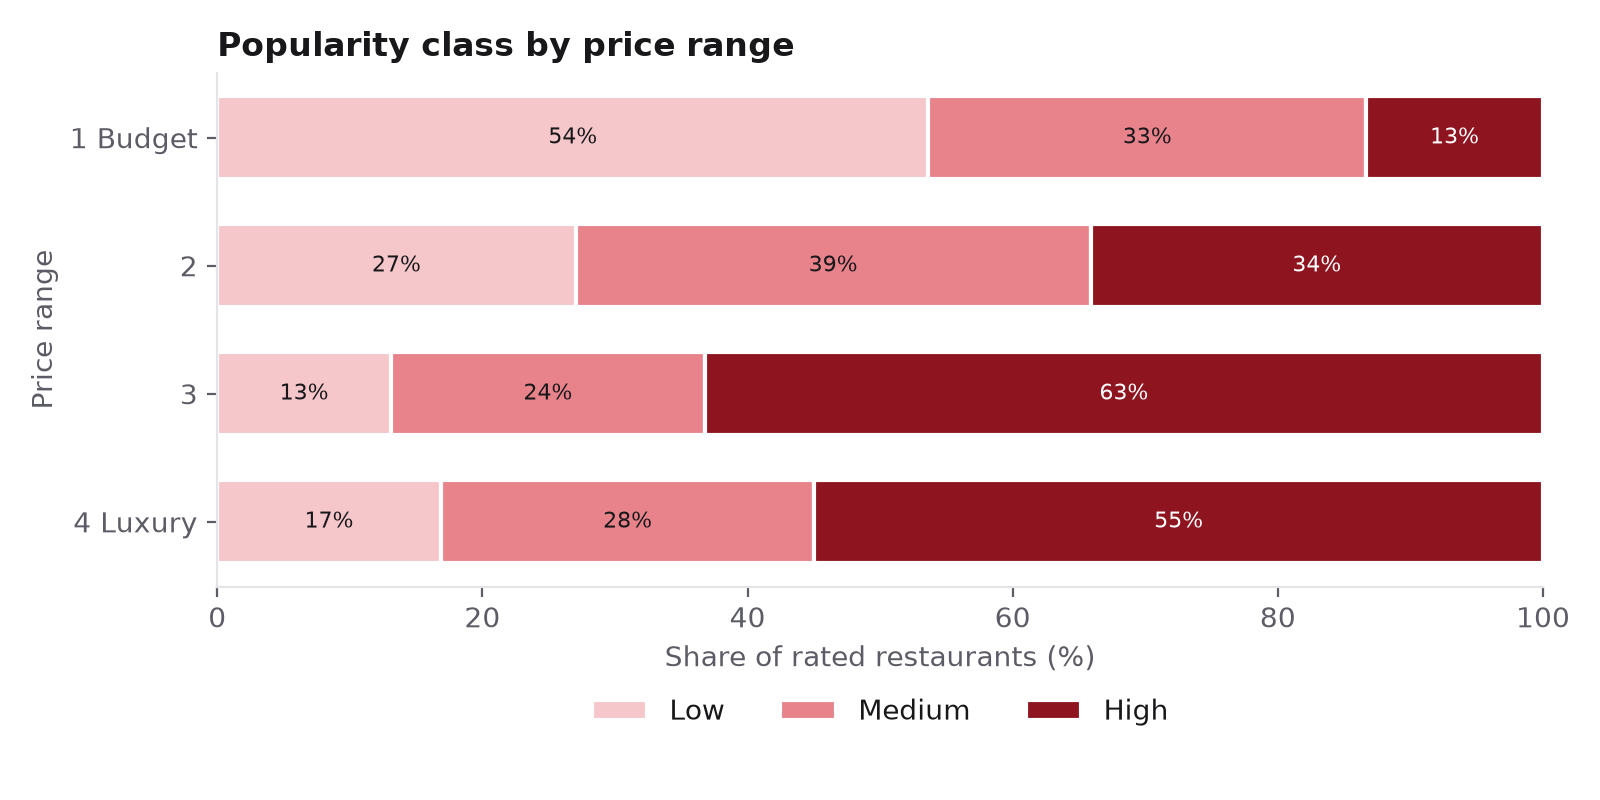 Popularity class by price range
1 Budget
54%
33%
13%
2
27%
39%
34%
3
13%
24%
63%
4 Luxury
17%
28%
55%
Price range
0 20 40 60 80 100
Share of rated restaurants (%)
Low Medium High